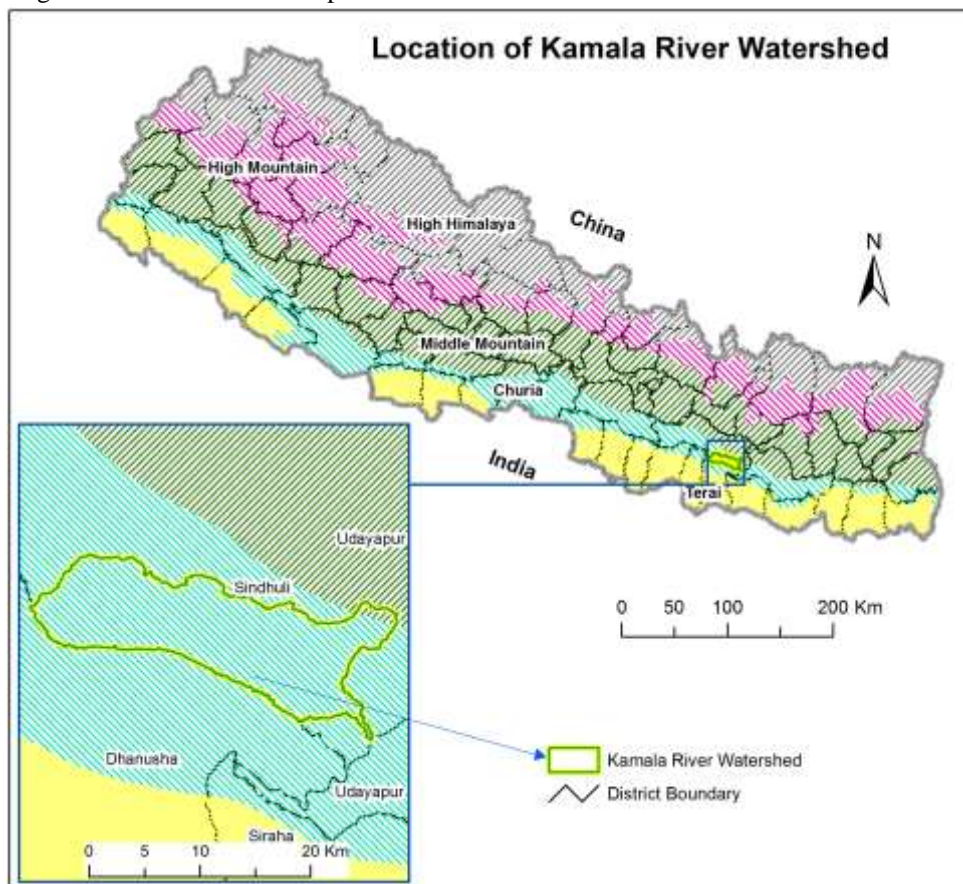 Location of Kamala River Watershed
High Mountain
High Himalaya
China
N
Middle Mountain
Churia
India
Terai
0 50 100 200 Km
Udayapur
Sindhuli
Dhanusha
Udayapur
Siraha
0 5 10 20 Km
Kamala River Watershed
District Boundary